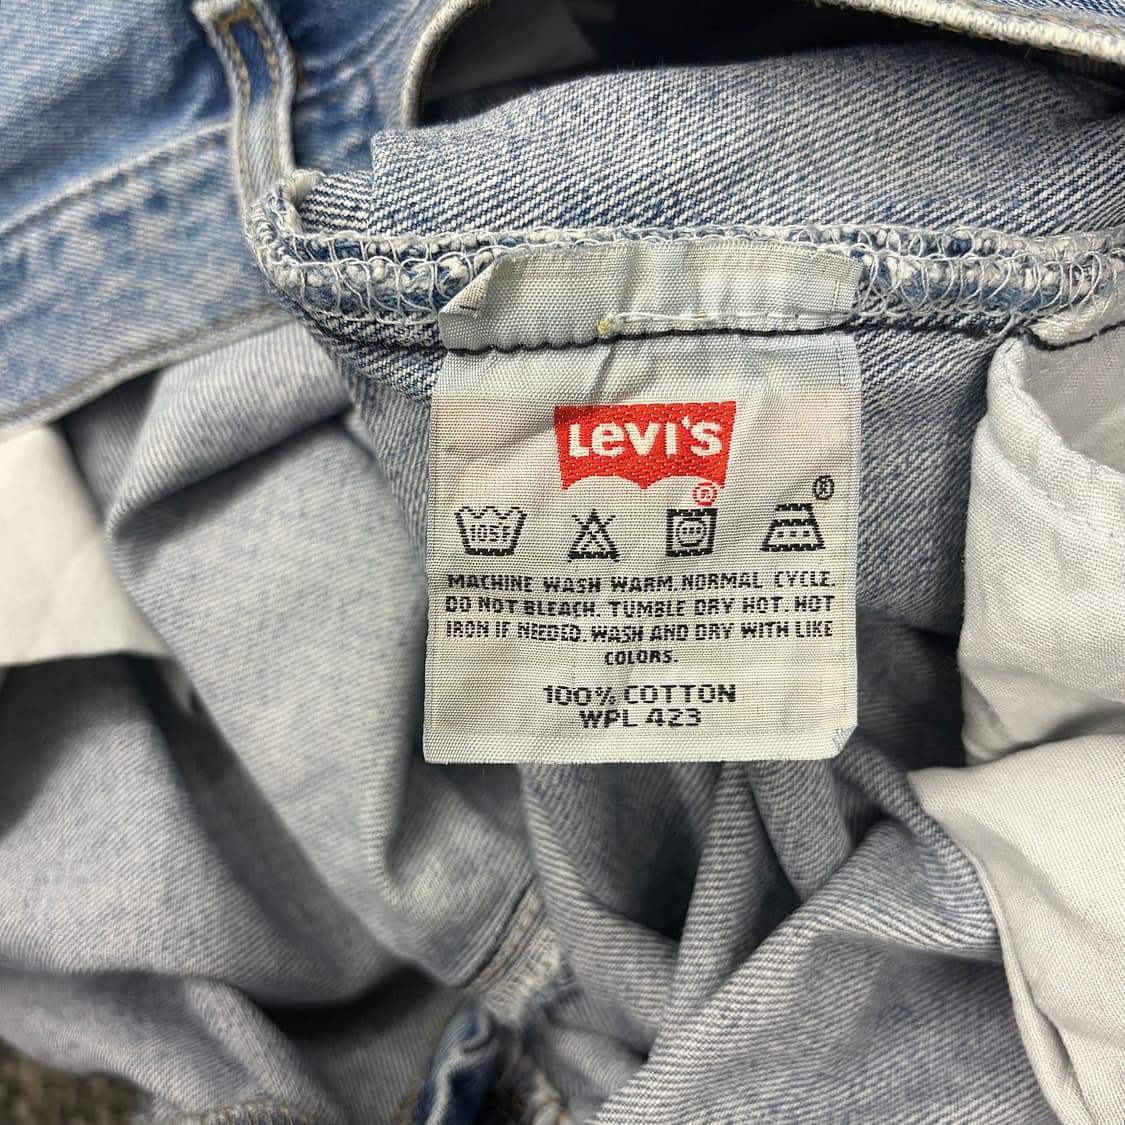 Levi's
®
105F
®
MACHINE WASH WARM. NORMAL CYCLE.
DO NOT BLEACH. TUMBLE DRY HOT. HOT
IRON IF NEEDED. WASH AND DRY WITH LIKE
COLORS.
100% COTTON
WPL 423